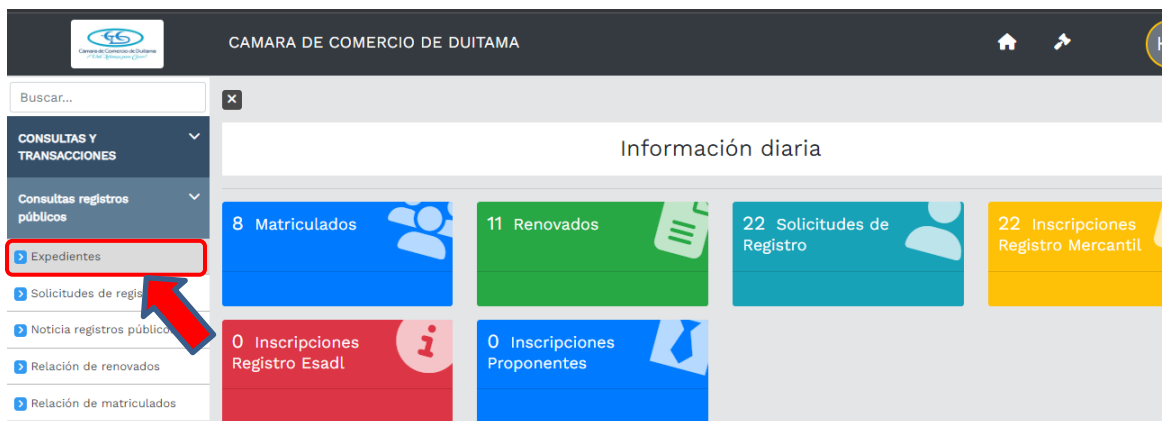 Cámara de Comercio de Duitama
CAMARA DE COMERCIO DE DUITAMA
H
Buscar...
CONSULTAS Y
TRANSACCIONES
Consultas registros
públicos
Expedientes
Solicitudes de regis
Noticia registros público
Relación de renovados
Relación de matriculados
Información diaria
8 Matriculados
11 Renovados
22 Solicitudes de
Registro
22 Inscripciones
Registro Mercantil
0 Inscripciones
Registro Esadl
0 Inscripciones
Proponentes